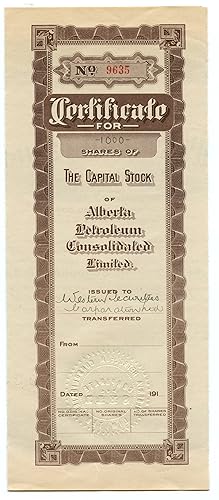 No 9635
Certificate
FOR
1000
SHARES OF
THE CAPITAL STOCK
OF
Alberta
Petroleum
Consolidated
Limited.
ISSUED TO
Western Securities
TRANSFERRED
FROM
DATED 191
NO. ORIGINAL NO. ORIGINAL NO. OF SHARES
CERTIFICATE SHARES TRANSFERRED